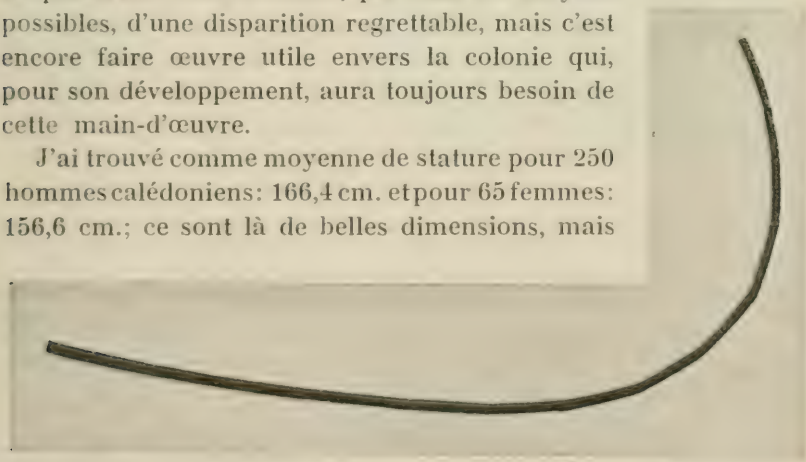 possibles, d'une disparition regrettable, mais c'est
encore faire œuvre utile envers la colonie qui,
pour son développement, aura toujours besoin de
cette main-d'œuvre.
J'ai trouvé comme moyenne de stature pour 250
hommes calédoniens: 166,4 cm. et pour 65 femmes:
156,6 cm.; ce sont là de belles dimensions, mais